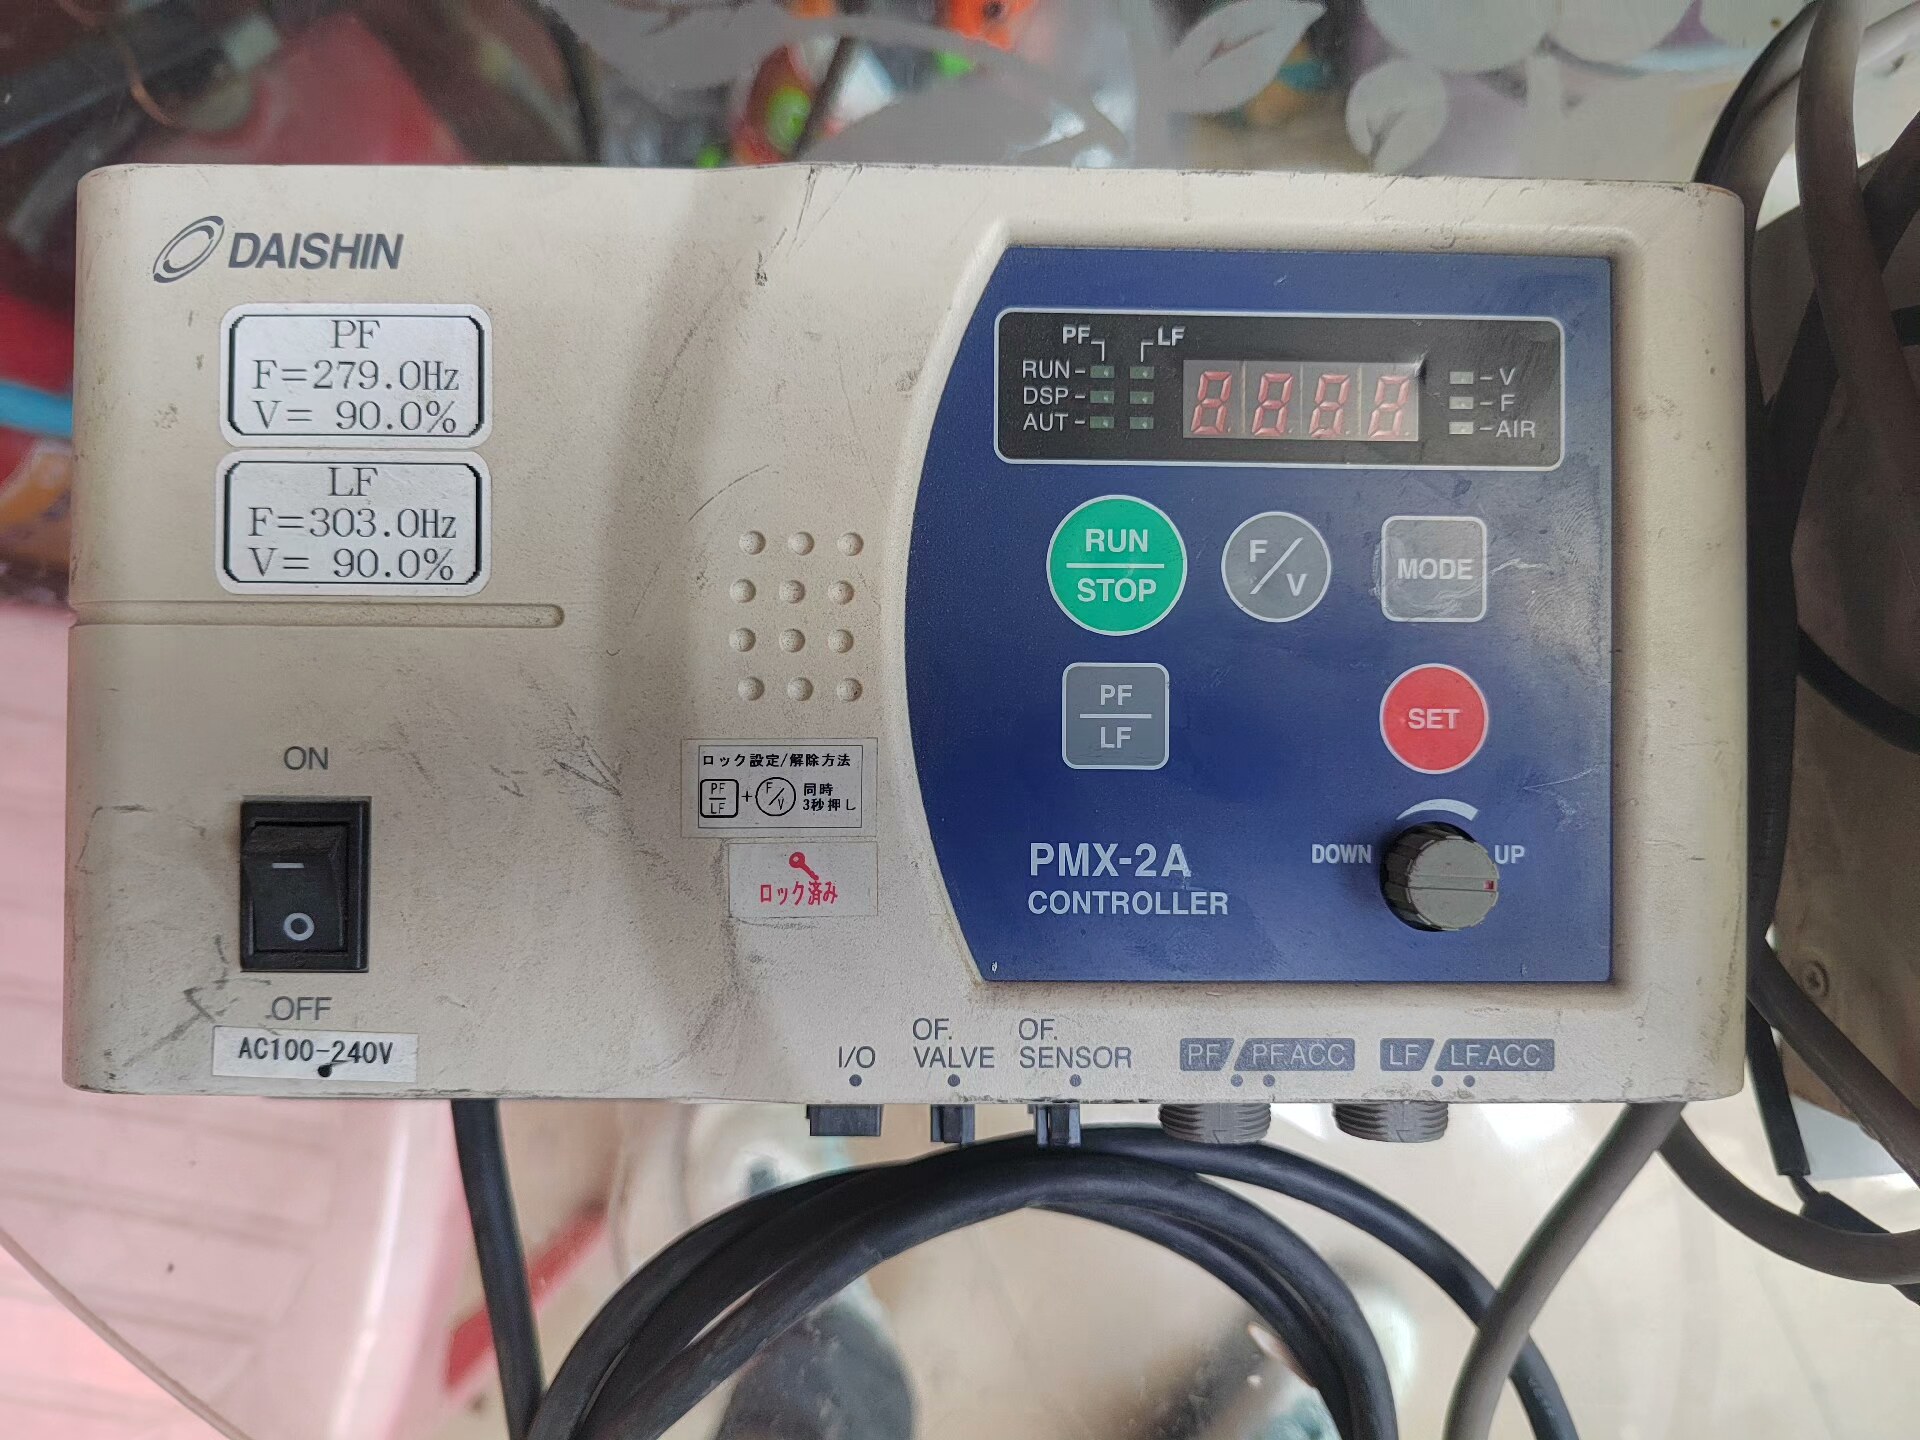 DAISHIN
PF
F=279.0Hz
V= 90.0%
LF
F=303.0Hz
V= 90.0%
PF LF
RUN
DSP
AUT
V
F
AIR
RUN
STOP
F/V
MODE
PF
LF
SET
ロック設定/解除方法
PF
LF
+
F/V
同時
3秒押し
ロック済み
PMX-2A
CONTROLLER
DOWN
UP
ON
OFF
AC100-240V
I/O
OF.
VALVE
OF.
SENSOR
PF/PF.ACC
LF/LF.ACC